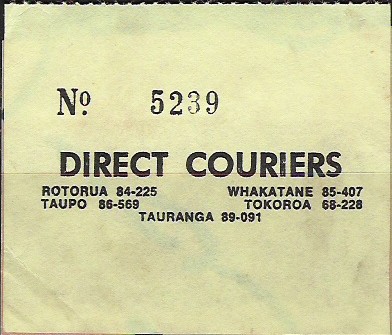 Nº 5239
DIRECT COURIERS
ROTORUA 84-225 WHAKATANE 85-407
TAUPO 86-569 TOKOROA 68-228
TAURANGA 89-091